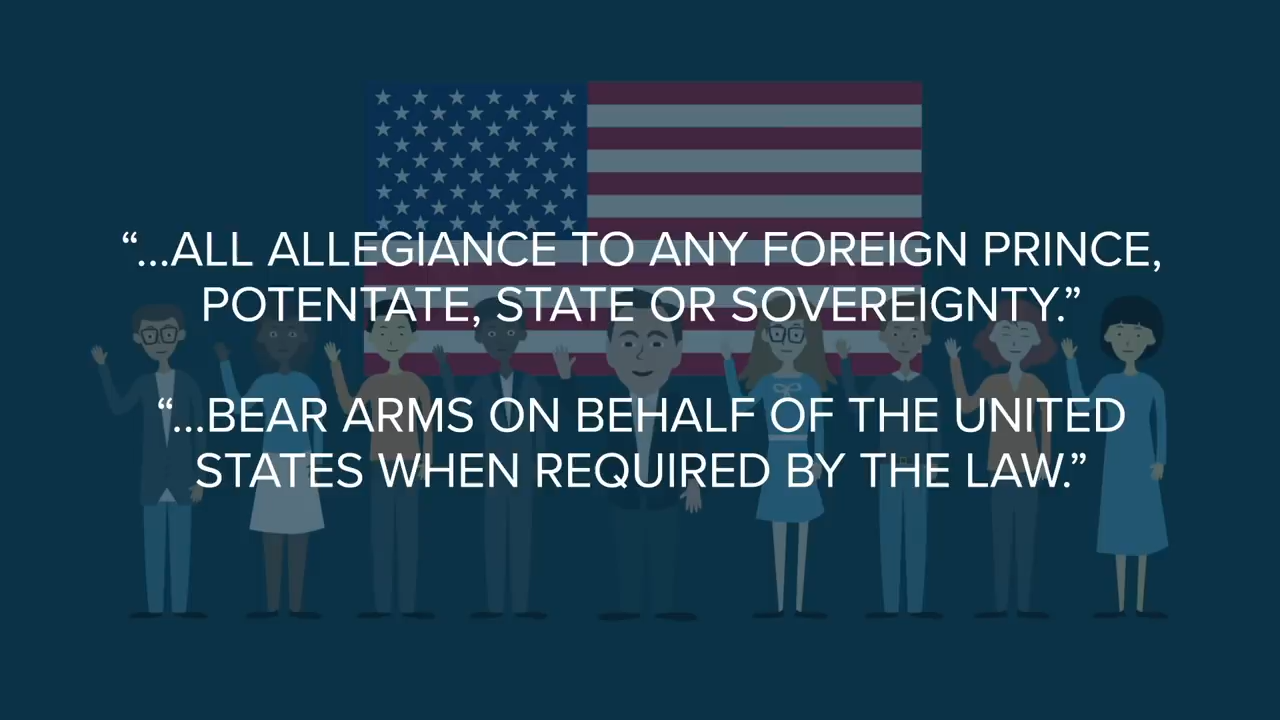 “...ALL ALLEGIANCE TO ANY FOREIGN PRINCE,
POTENTATE, STATE OR SOVEREIGNTY.”
“...BEAR ARMS ON BEHALF OF THE UNITED
STATES WHEN REQUIRED BY THE LAW.”